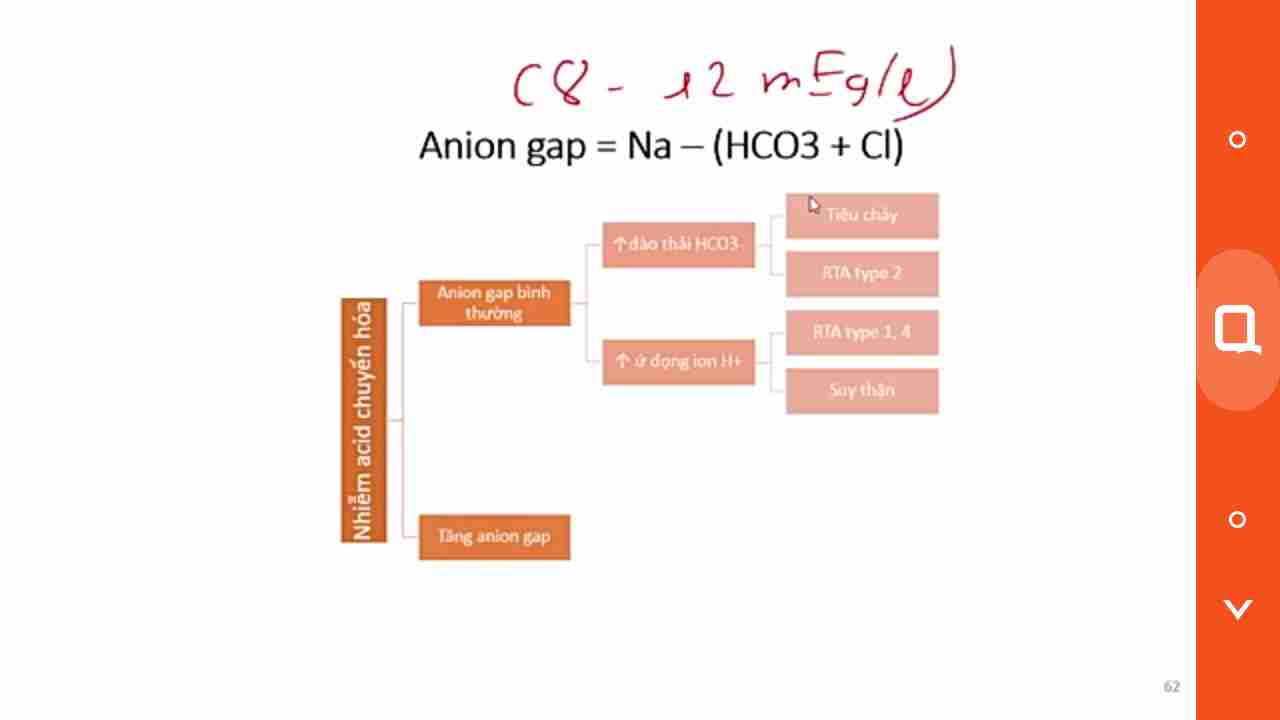 (8 - 12 mEq/l)
Anion gap = Na – (HCO3 + Cl)
Nhiễm acid chuyển hóa
Anion gap bình
thường
↑đào thải HCO3-
Tiêu chảy
RTA type 2
↑ ứ đọng ion H+
RTA type 1, 4
Suy thận
Tăng anion gap
62